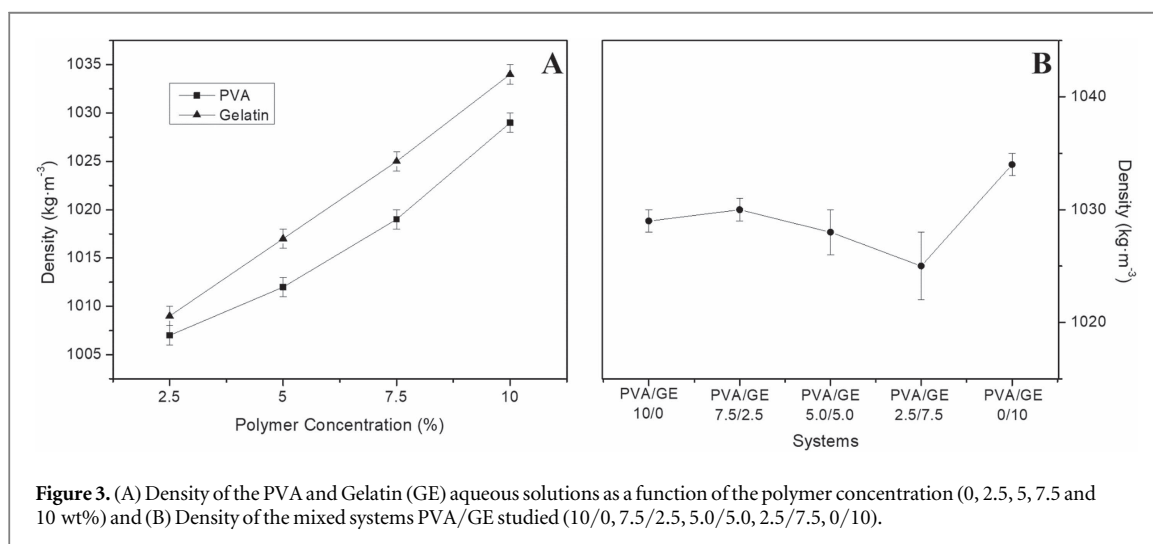 A
PVA
Gelatin
1035
1030
1025
1020
1015
1010
1005
Density (kg·m⁻³)
2.5 5 7.5 10
Polymer Concentration (%)
B
1040
1030
1020
Density (kg·m⁻³)
PVA/GE PVA/GE PVA/GE PVA/GE PVA/GE
10/0 7.5/2.5 5.0/5.0 2.5/7.5 0/10
Systems
Figure 3. (A) Density of the PVA and Gelatin (GE) aqueous solutions as a function of the polymer concentration (0, 2.5, 5, 7.5 and
10 wt%) and (B) Density of the mixed systems PVA/GE studied (10/0, 7.5/2.5, 5.0/5.0, 2.5/7.5, 0/10).